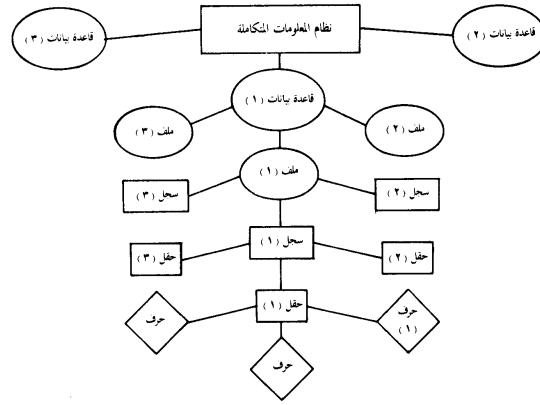 قاعدة بيانات (٢)
نظام المعلومات المتكاملة
قاعدة بيانات (٣)
قاعدة بيانات (١)
ملف (٢)
ملف (٣)
ملف (١)
سجل (٢)
سجل (٣)
سجل (١)
حقل (٢)
حقل (٣)
حقل (١)
حرف
(١)
حرف
حرف